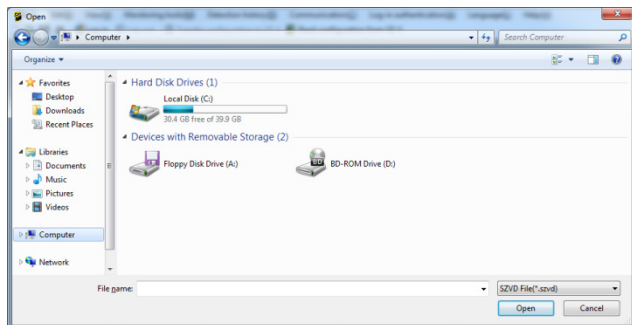 Open
Computer
Search Computer
Organize
Favorites
Desktop
Downloads
Recent Places
Libraries
Documents
Music
Pictures
Videos
Computer
Network
Hard Disk Drives (1)
Local Disk (C:)
30.4 GB free of 39.9 GB
Devices with Removable Storage (2)
Floppy Disk Drive (A:)
BD-ROM Drive (D:)
BD
File name:
SZVD File(*.szvd)
Open
Cancel